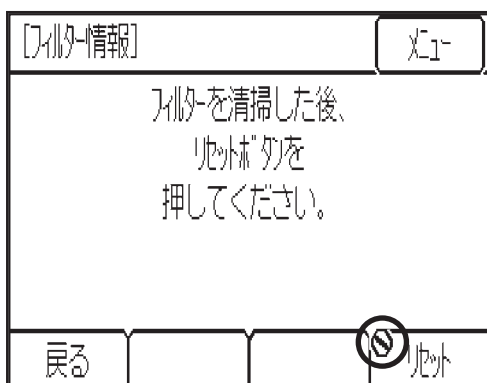 [フィルター情報]
メニュー
フィルターを清掃した後、
リセットボタンを
押してください。
戻る
リセット